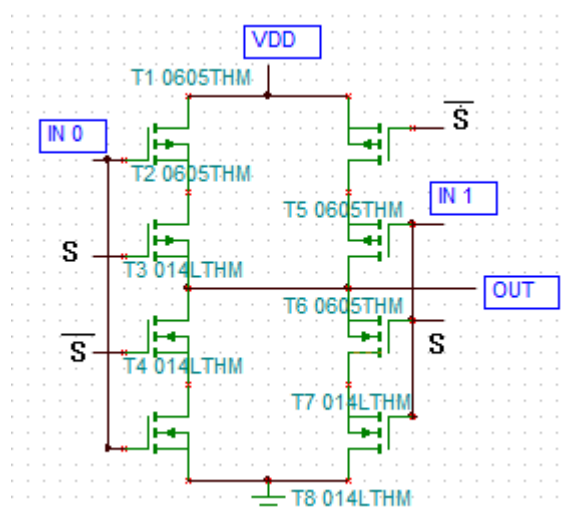 VDD
T1 0605THM
S̅
IN 0
T2 0605THM
IN 1
T5 0605THM
S
T3 014LTHM
OUT
T6 0605THM
S̅
S
T4 014LTHM
T7 014LTHM
T8 014LTHM